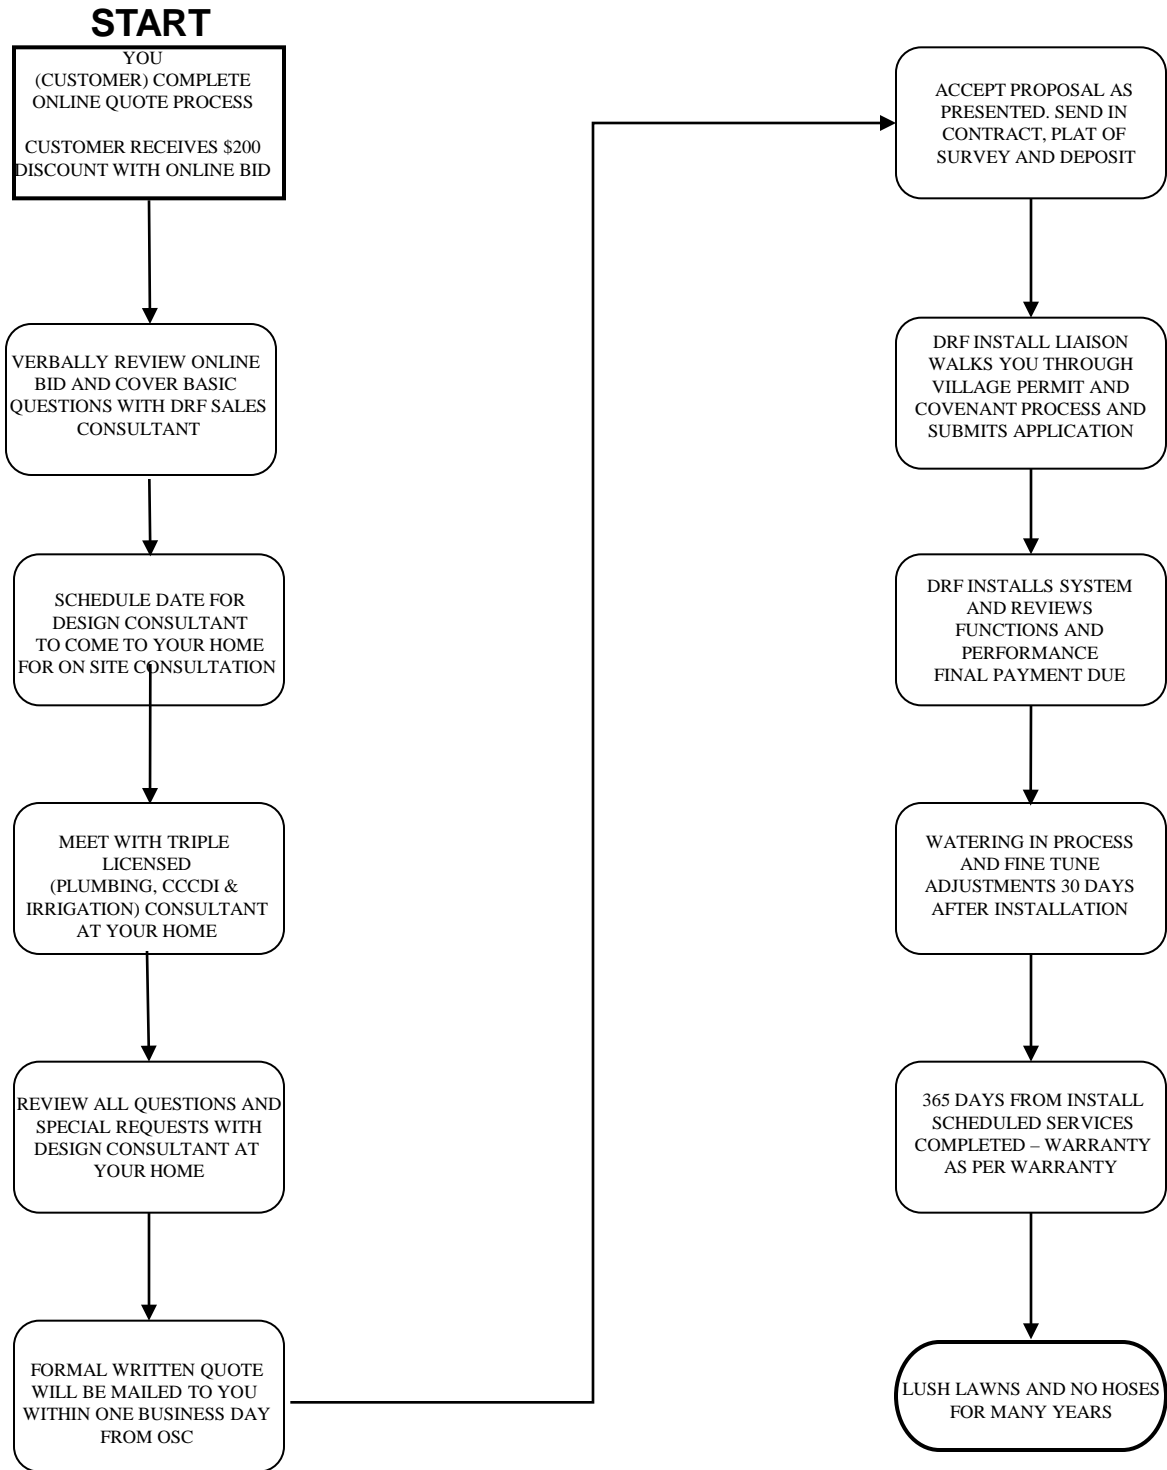 START
YOU
(CUSTOMER) COMPLETE
ONLINE QUOTE PROCESS
CUSTOMER RECEIVES $200
DISCOUNT WITH ONLINE BID
VERBALLY REVIEW ONLINE
BID AND COVER BASIC
QUESTIONS WITH DRF SALES
CONSULTANT
SCHEDULE DATE FOR
DESIGN CONSULTANT
TO COME TO YOUR HOME
FOR ON SITE CONSULTATION
MEET WITH TRIPLE
LICENSED
(PLUMBING, CCCDI &
IRRIGATION) CONSULTANT
AT YOUR HOME
REVIEW ALL QUESTIONS AND
SPECIAL REQUESTS WITH
DESIGN CONSULTANT AT
YOUR HOME
FORMAL WRITTEN QUOTE
WILL BE MAILED TO YOU
WITHIN ONE BUSINESS DAY
FROM OSC
ACCEPT PROPOSAL AS
PRESENTED. SEND IN
CONTRACT, PLAT OF
SURVEY AND DEPOSIT
DRF INSTALL LIAISON
WALKS YOU THROUGH
VILLAGE PERMIT AND
COVENANT PROCESS AND
SUBMITS APPLICATION
DRF INSTALLS SYSTEM
AND REVIEWS
FUNCTIONS AND
PERFORMANCE
FINAL PAYMENT DUE
WATERING IN PROCESS
AND FINE TUNE
ADJUSTMENTS 30 DAYS
AFTER INSTALLATION
365 DAYS FROM INSTALL
SCHEDULED SERVICES
COMPLETED – WARRANTY
AS PER WARRANTY
LUSH LAWNS AND NO HOSES
FOR MANY YEARS